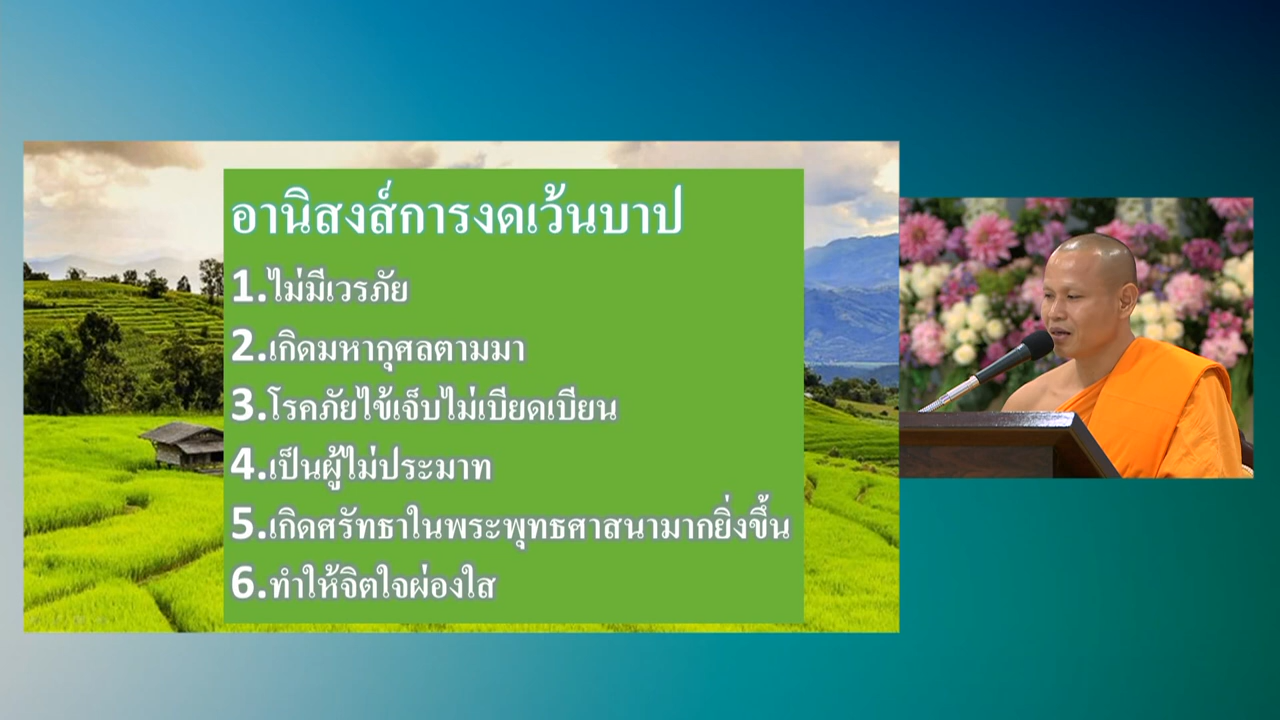 อานิสงส์การงดเว้นบาป
1.ไม่มีเวรภัย
2.เกิดมหากุศลตามมา
3.โรคภัยไข้เจ็บไม่เบียดเบียน
4.เป็นผู้ไม่ประมาท
5.เกิดศรัทธาในพระพุทธศาสนามากยิ่งขึ้น
6.ทำให้จิตใจผ่องใส